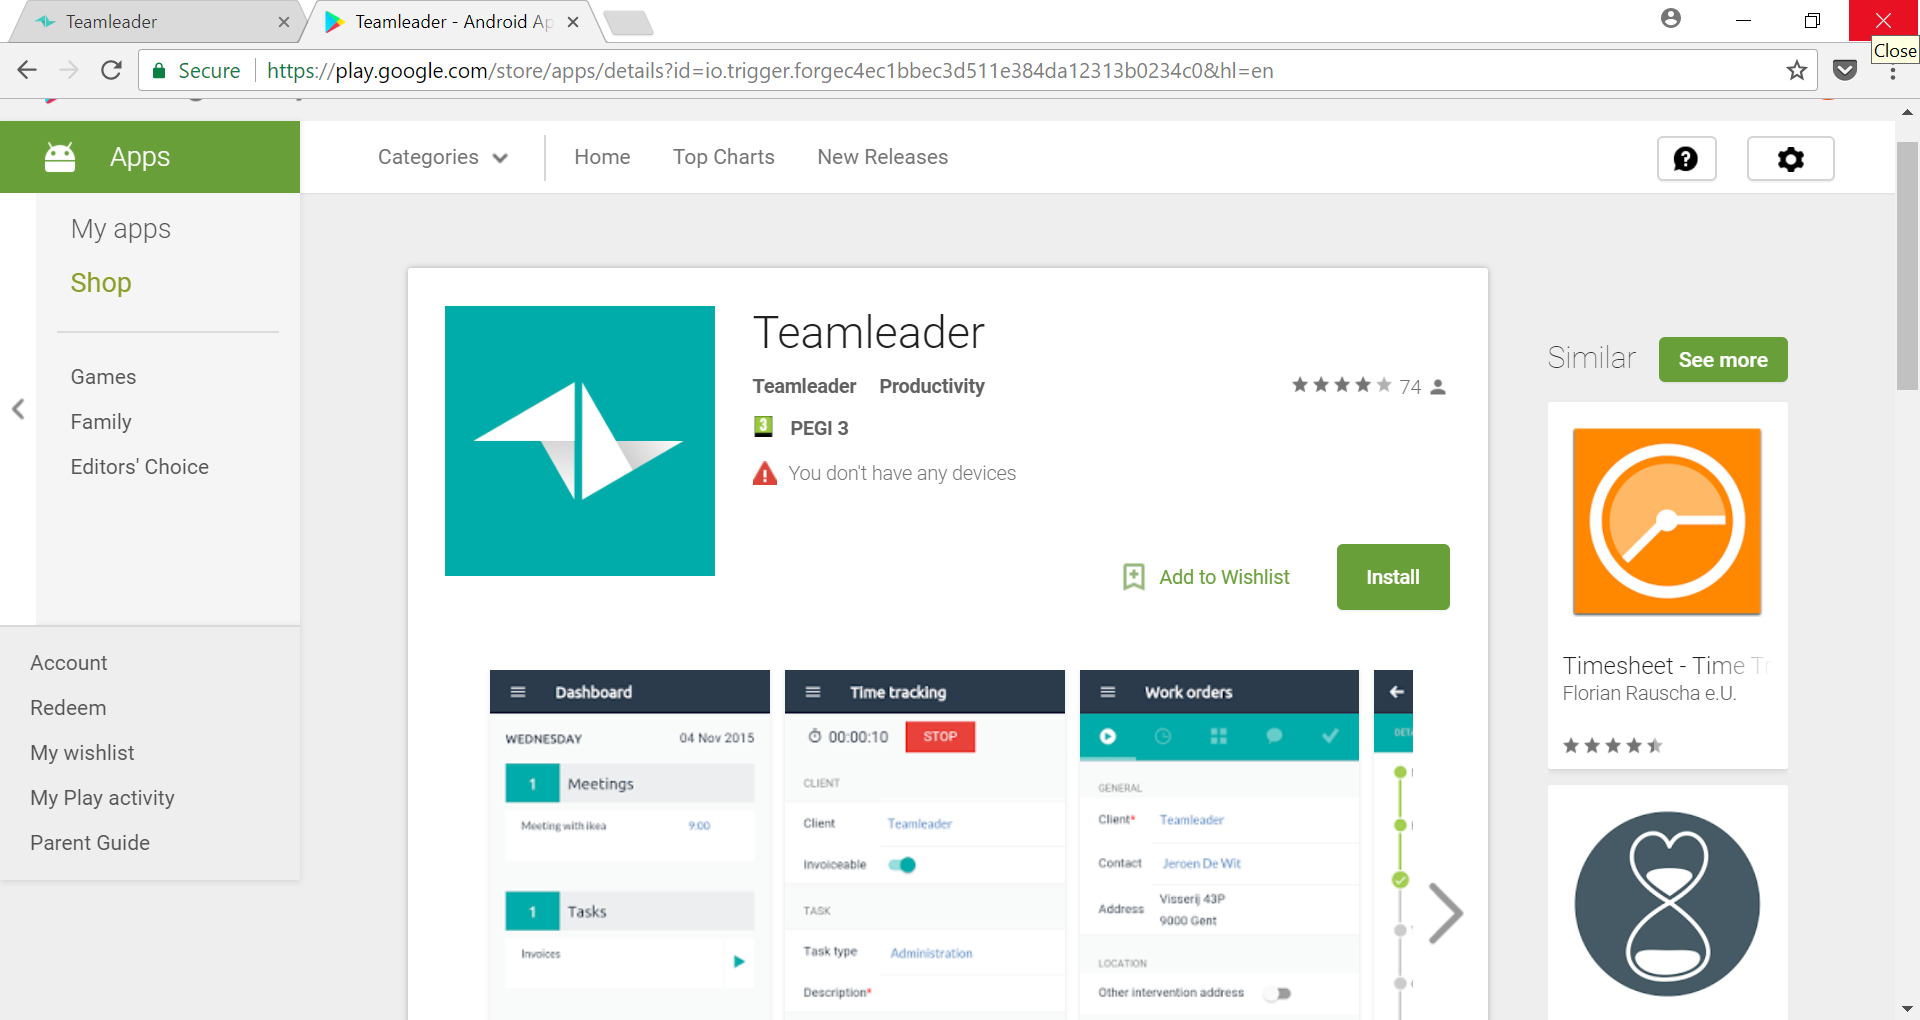 Teamleader
Teamleader - Android Ap
Close
Secure
https://play.google.com/store/apps/details?id=io.trigger.forgec4ec1bbec3d511e384da12313b0234c0&hl=en
Apps
Categories
Home
Top Charts
New Releases
My apps
Shop
Games
Family
Editors' Choice
Account
Redeem
My wishlist
My Play activity
Parent Guide
Teamleader
Teamleader Productivity
74
3 PEGI 3
You don't have any devices
Add to Wishlist
Install
Dashboard
WEDNESDAY 04 Nov 2015
1 Meetings
Meeting with ikea 9:00
1 Tasks
Invoices
Time tracking
00:00:10 STOP
CLIENT
Client Teamleader
Invoiceable
TASK
Task type Administration
Description*
Work orders
GENERAL
Client* Teamleader
Contact Jeroen De Wit
Address Visserij 43P
9000 Gent
LOCATION
Other intervention address
DETA
Similar
See more
Timesheet - Time Tr
Florian Rauscha e.U.